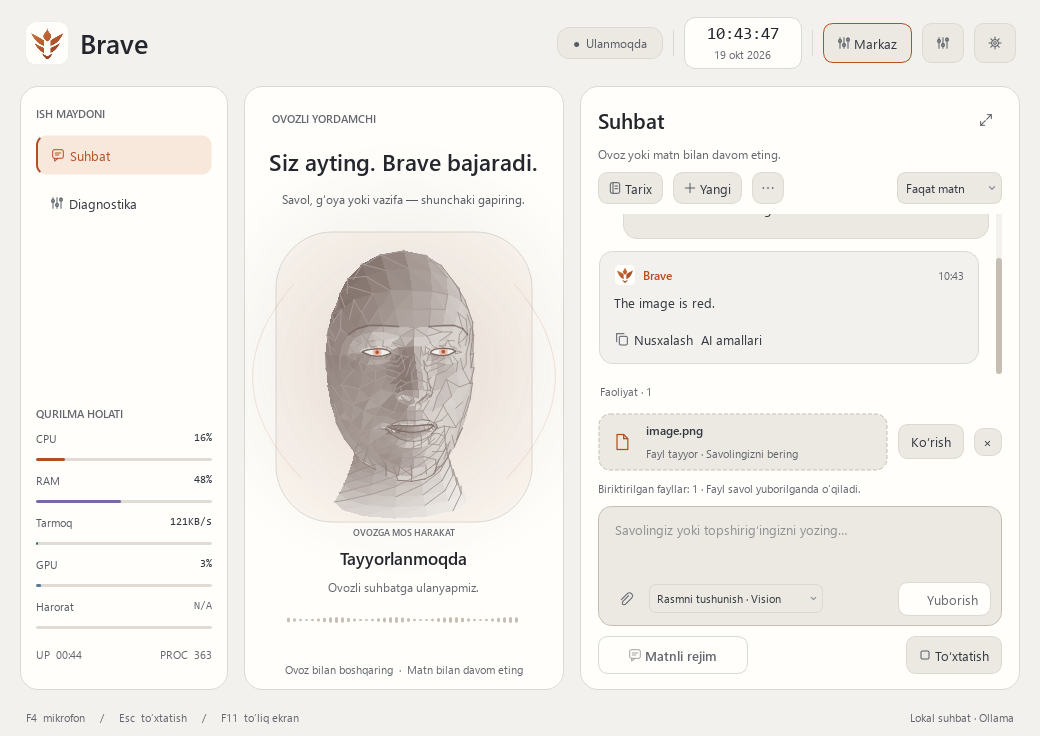 Brave
● Ulanmoqda
10:43:47
19 okt 2026
Markaz
ISH MAYDONI
Suhbat
Diagnostika
QURILMA HOLATI
CPU 16%
RAM 48%
Tarmoq 121KB/s
GPU 3%
Harorat N/A
UP 00:44 PROC 363
OVOZLI YORDAMCHI
Siz ayting. Brave bajaradi.
Savol, g‘oya yoki vazifa — shunchaki gapiring.
OVOZGA MOS HARAKAT
Tayyorlanmoqda
Ovozli suhbatga ulanyapmiz.
Ovoz bilan boshqaring · Matn bilan davom eting
Suhbat
Ovoz yoki matn bilan davom eting.
Tarix
Yangi
···
Faqat matn
Brave 10:43
The image is red.
Nusxalash AI amallari
Faoliyat · 1
image.png
Fayl tayyor · Savolingizni bering
Ko‘rish
×
Biriktirilgan fayllar: 1 · Fayl savol yuborilganda o‘qiladi.
Savolingiz yoki topshirig‘ingizni yozing...
Rasmni tushunish · Vision
Yuborish
Matnli rejim
To‘xtatish
F4 mikrofon / Esc to‘xtatish / F11 to‘liq ekran
Lokal suhbat · Ollama